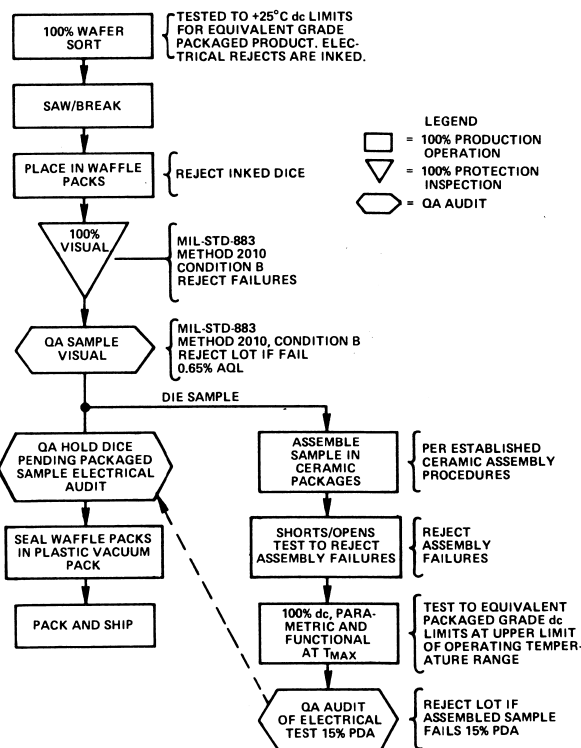 100% WAFER
SORT
TESTED TO +25°C dc LIMITS
FOR EQUIVALENT GRADE
PACKAGED PRODUCT. ELEC-
TRICAL REJECTS ARE INKED.
SAW/BREAK
LEGEND
= 100% PRODUCTION
OPERATION
= 100% PROTECTION
INSPECTION
= QA AUDIT
PLACE IN WAFFLE
PACKS
REJECT INKED DICE
100%
VISUAL
MIL-STD-883
METHOD 2010
CONDITION B
REJECT FAILURES
QA SAMPLE
VISUAL
MIL-STD-883
METHOD 2010, CONDITION B
REJECT LOT IF FAIL
0.65% AQL
DIE SAMPLE
QA HOLD DICE
PENDING PACKAGED
SAMPLE ELECTRICAL
AUDIT
ASSEMBLE
SAMPLE IN
CERAMIC
PACKAGES
PER ESTABLISHED
CERAMIC ASSEMBLY
PROCEDURES
SEAL WAFFLE PACKS
IN PLASTIC VACUUM
PACK
SHORTS/OPENS
TEST TO REJECT
ASSEMBLY FAILURES
REJECT
ASSEMBLY
FAILURES
PACK AND SHIP
100% dc, PARA-
METRIC AND
FUNCTIONAL
AT TMAX
TEST TO EQUIVALENT
PACKAGED GRADE dc
LIMITS AT UPPER LIMIT
OF OPERATING TEMPER-
ATURE RANGE
QA AUDIT
OF ELECTRICAL
TEST 15% PDA
REJECT LOT IF
ASSEMBLED SAMPLE
FAILS 15% PDA